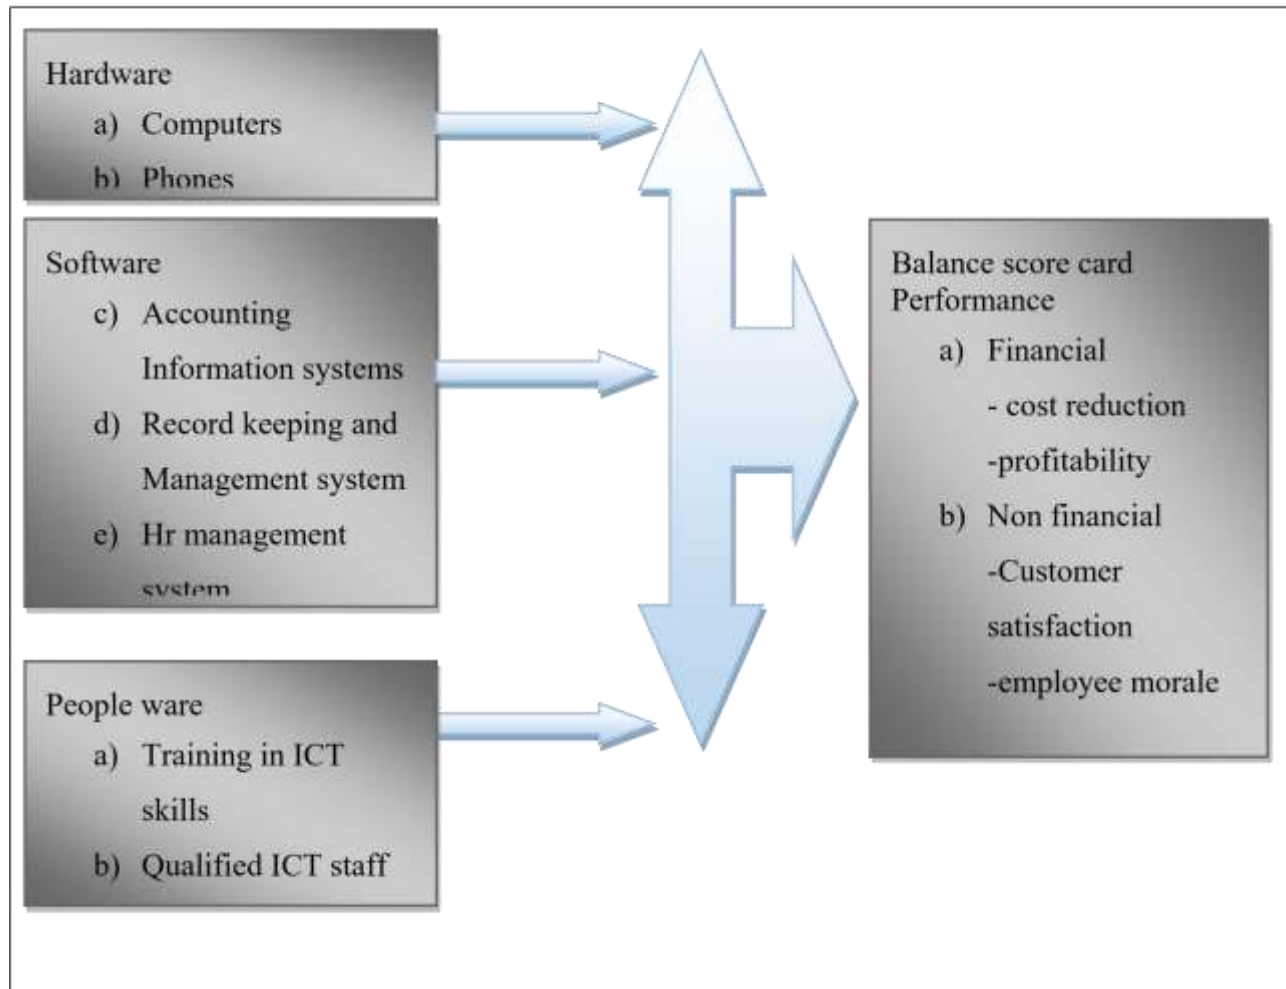 Hardware
a) Computers
b) Phones
Software
c) Accounting
Information systems
d) Record keeping and
Management system
e) Hr management
system
People ware
a) Training in ICT
skills
b) Qualified ICT staff
Balance score card
Performance
a) Financial
- cost reduction
-profitability
b) Non financial
-Customer
satisfaction
-employee morale